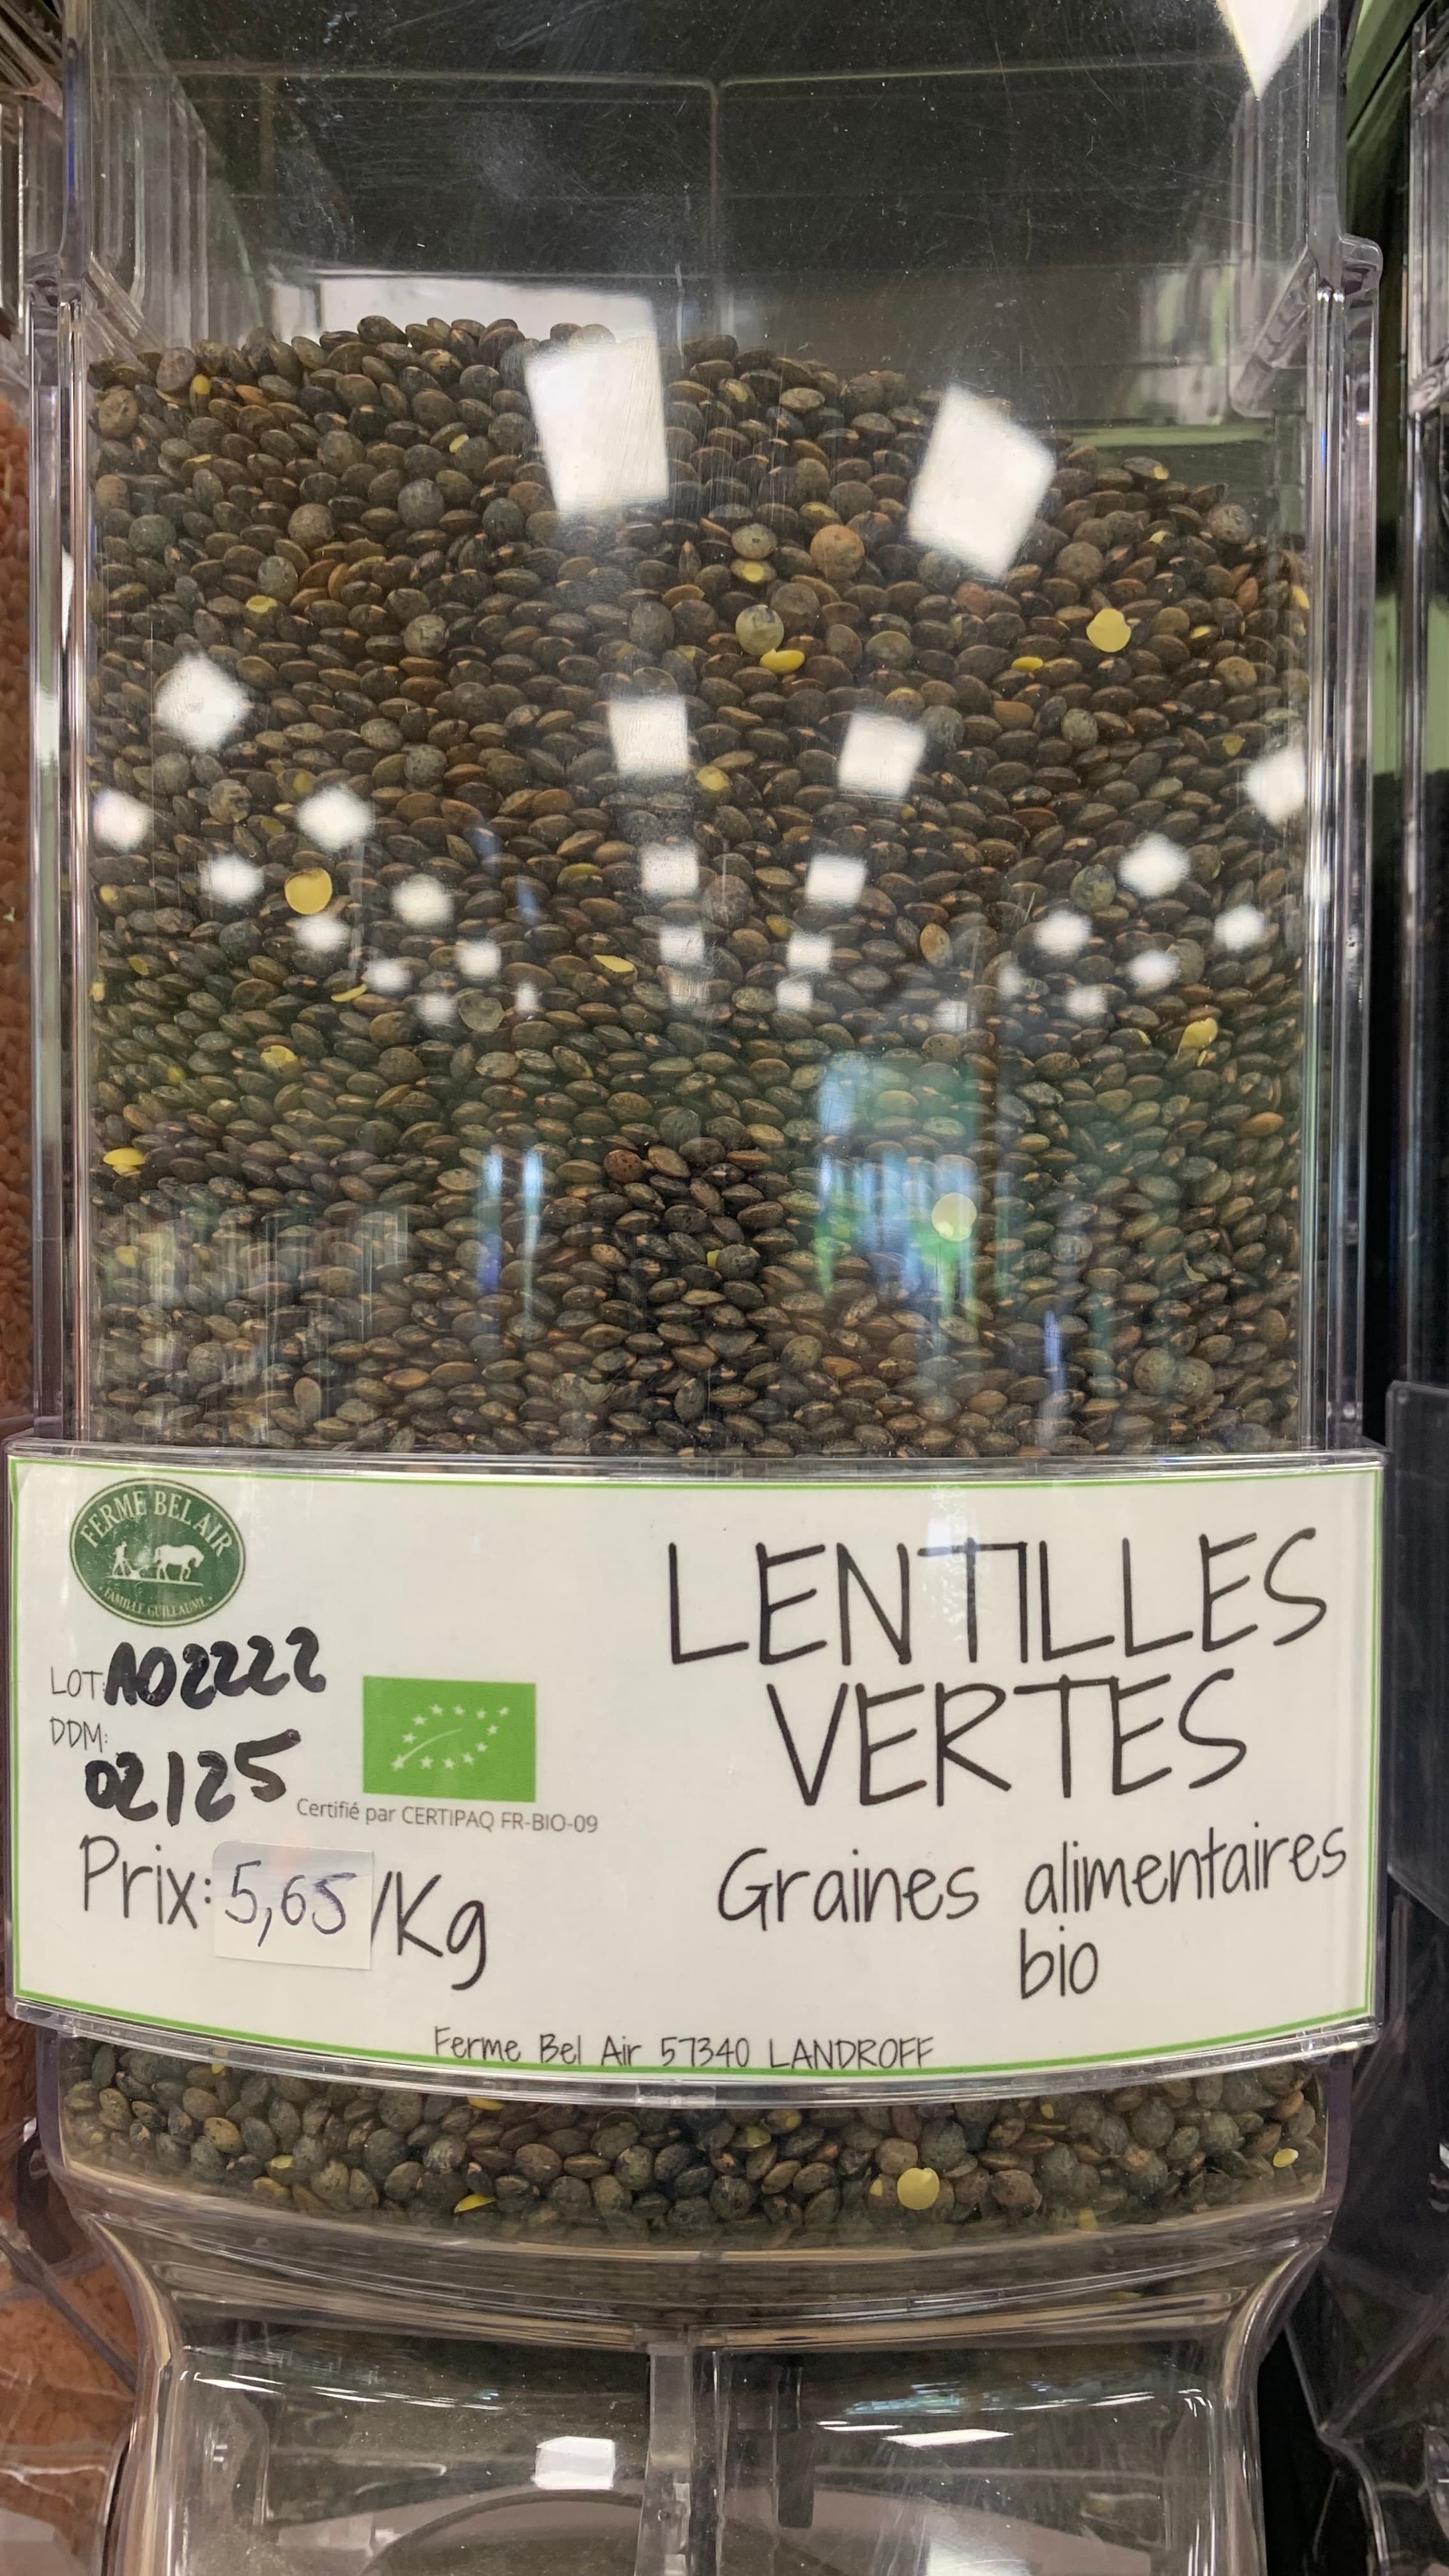 FERME BEL AIR
• FAMILLE GUILLAUME •
LOT: A02222
DDM:
02/25
Certifié par CERTIPAQ FR-BIO-09
Prix: 5,65 /Kg
LENTILLES
VERTES
Graines alimentaires
bio
Ferme Bel Air 57340 LANDROFF